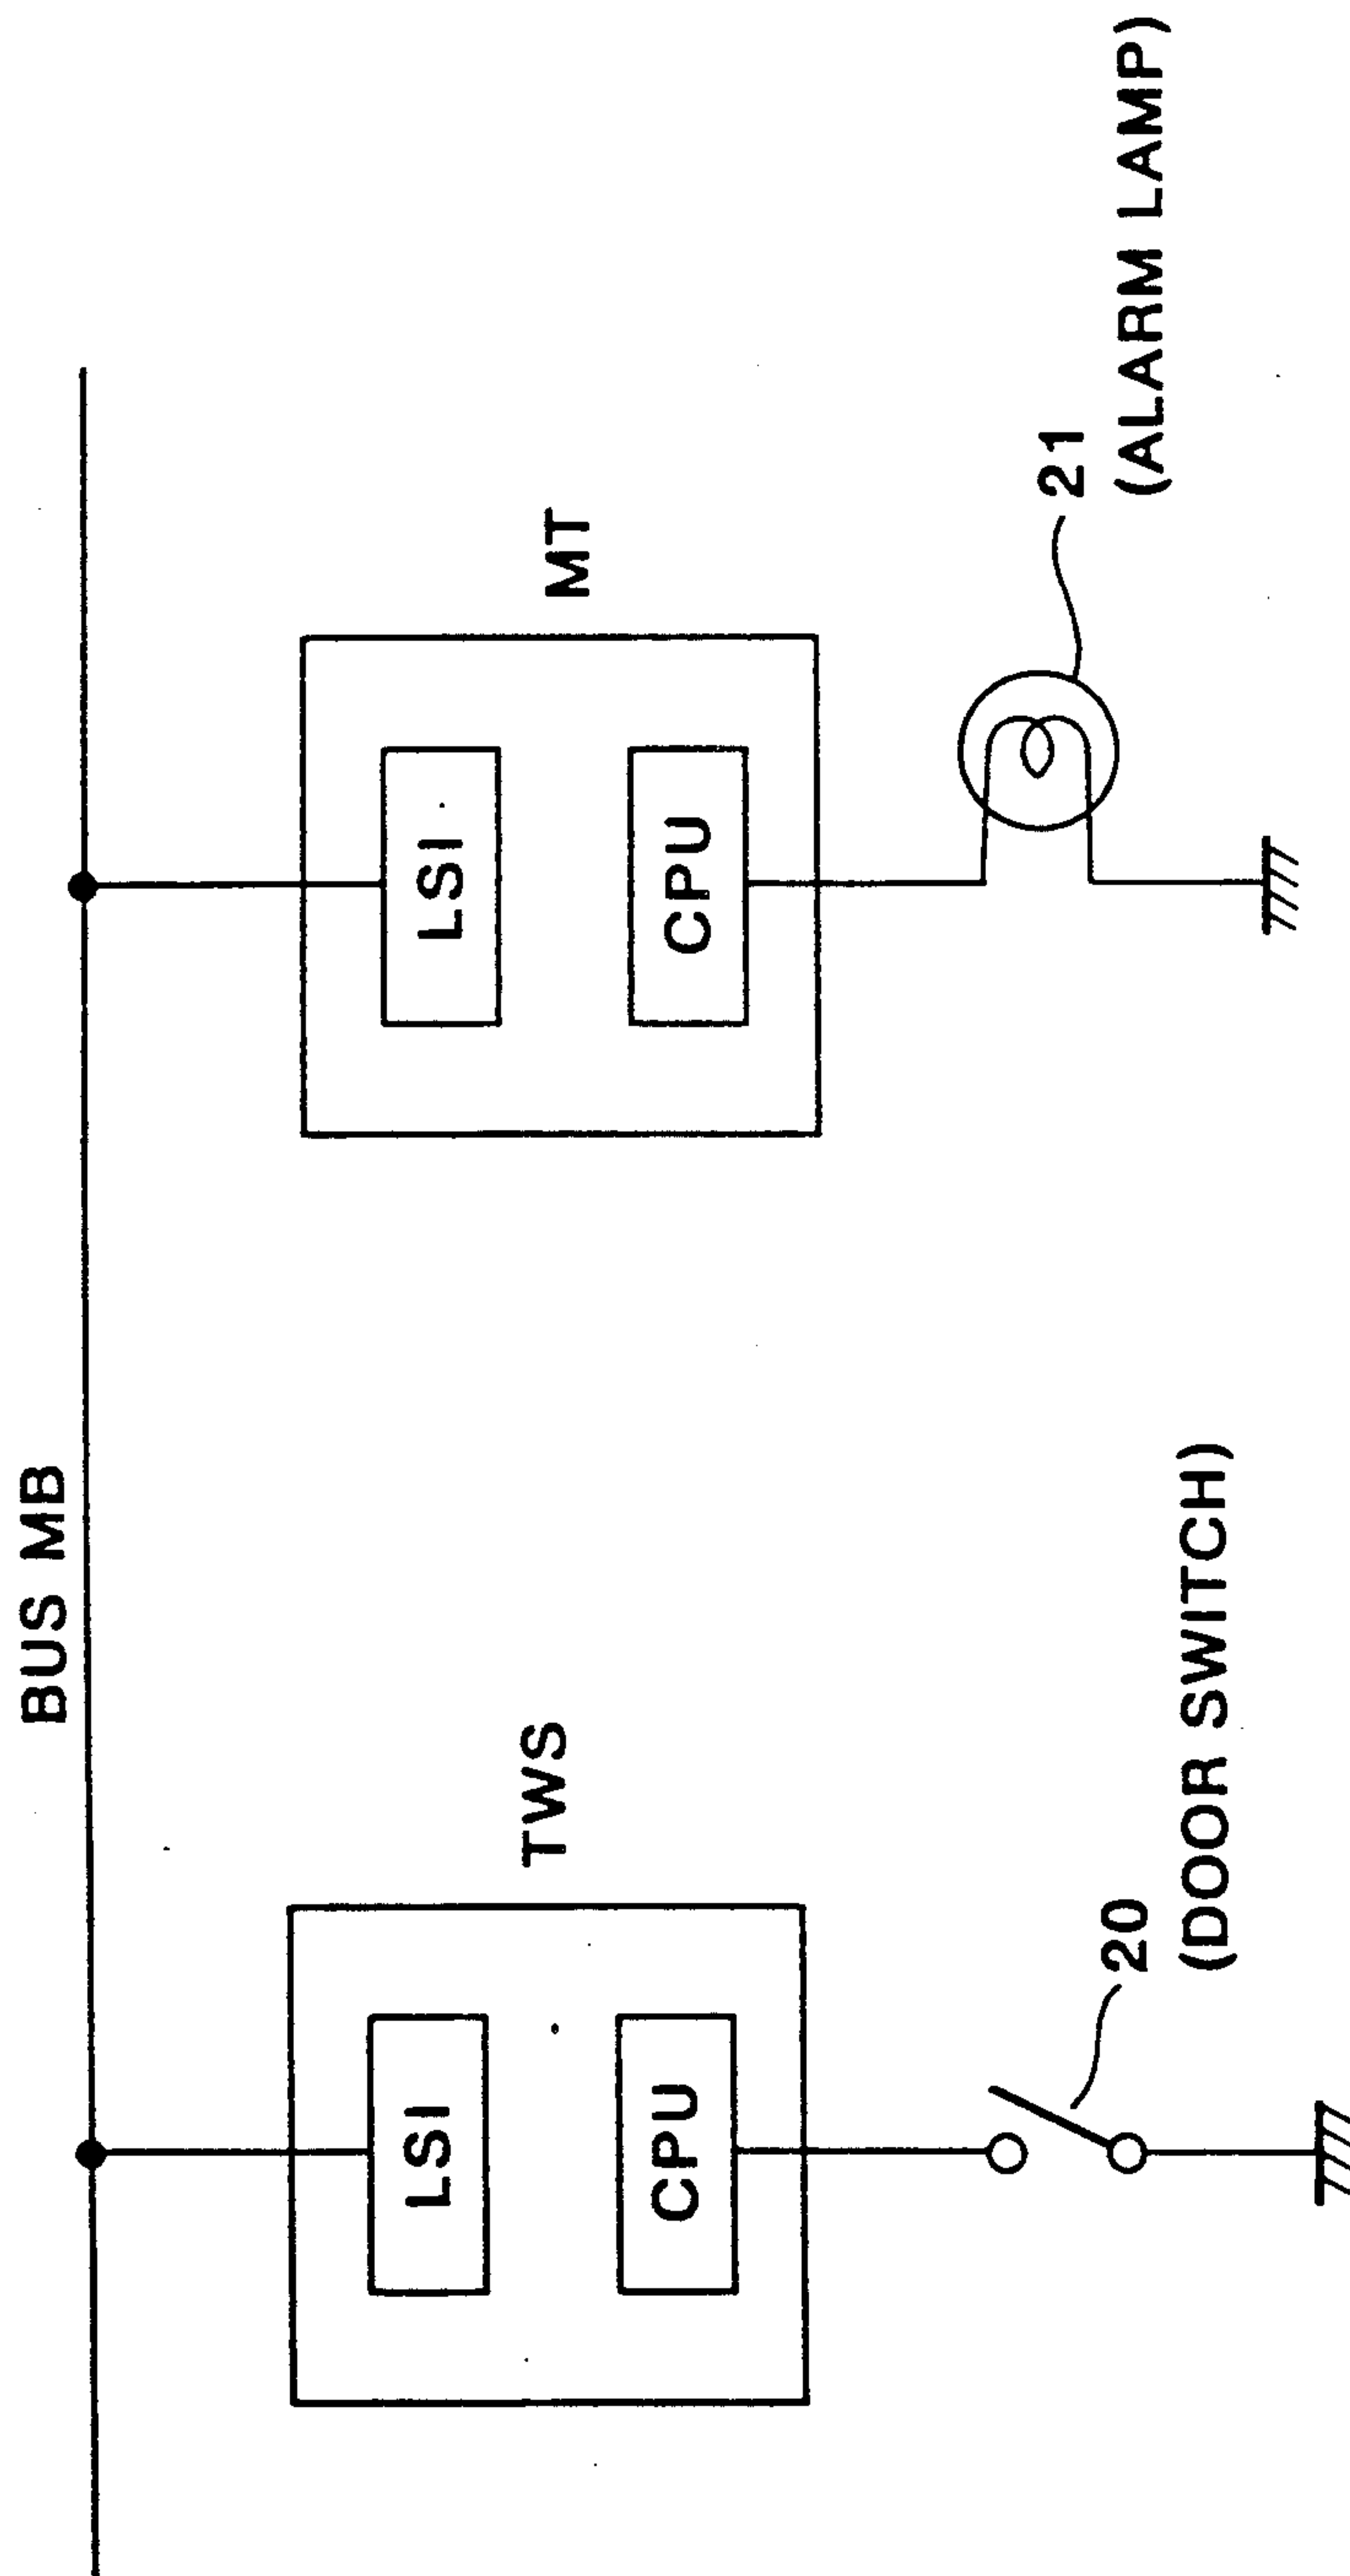 BUS MB
TWS
MT
LSI
LSI
CPU
CPU
20
(DOOR SWITCH)
21
(ALARM LAMP)